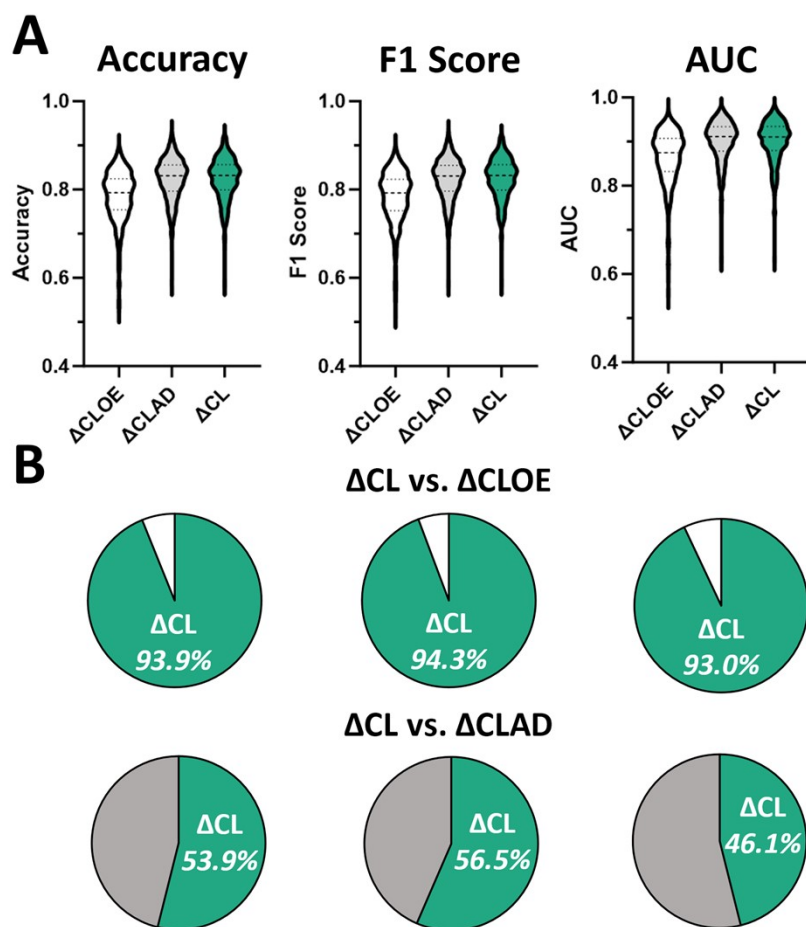 A
Accuracy
F1 Score
AUC
Accuracy
1.0
0.8
0.6
0.4
ΔCLOE
ΔCLAD
ΔCL
F1 Score
1.0
0.8
0.6
0.4
ΔCLOE
ΔCLAD
ΔCL
AUC
1.0
0.8
0.6
0.4
ΔCLOE
ΔCLAD
ΔCL
B
ΔCL vs. ΔCLOE
ΔCL
93.9%
ΔCL
94.3%
ΔCL
93.0%
ΔCL vs. ΔCLAD
ΔCL
53.9%
ΔCL
56.5%
ΔCL
46.1%